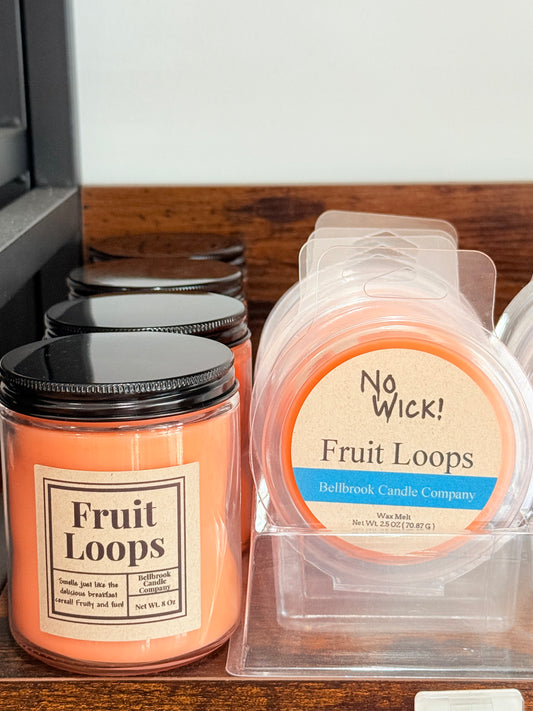 Fruit
Loops
Smells just like the
delicious breakfast
cereal! Fruity and fun!
Bellbrook
Candle
Company
Net Wt. 8 Oz
No
Wick!
Fruit Loops
Bellbrook Candle Company
Wax Melt
Net Wt. 2.5 OZ ( 70.87 G )